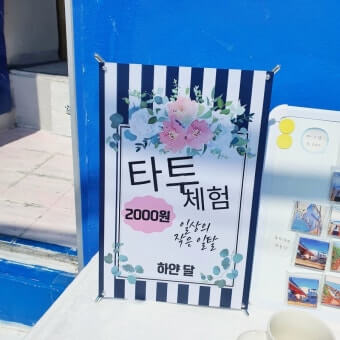 타투
체험
2000원
일상의
작은 일탈
하얀 달